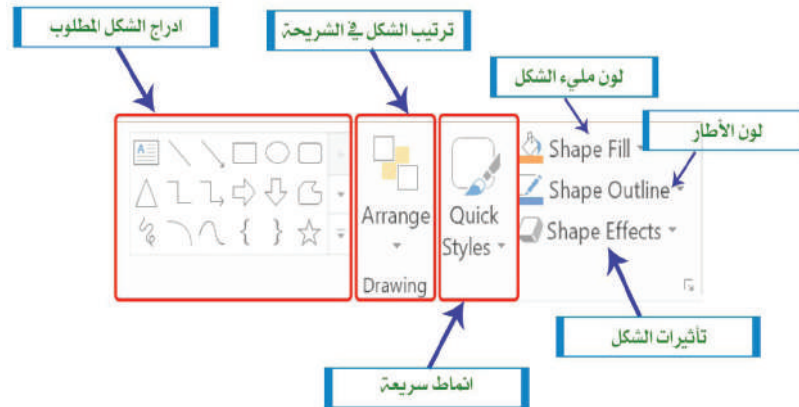 ادراج الشكل المطلوب
ترتيب الشكل في الشريحة
لون مليء الشكل
لون الأطار
A
Shape Fill
Shape Outline
Shape Effects
Arrange
Quick
Styles
Drawing
تأثيرات الشكل
انماط سريعة